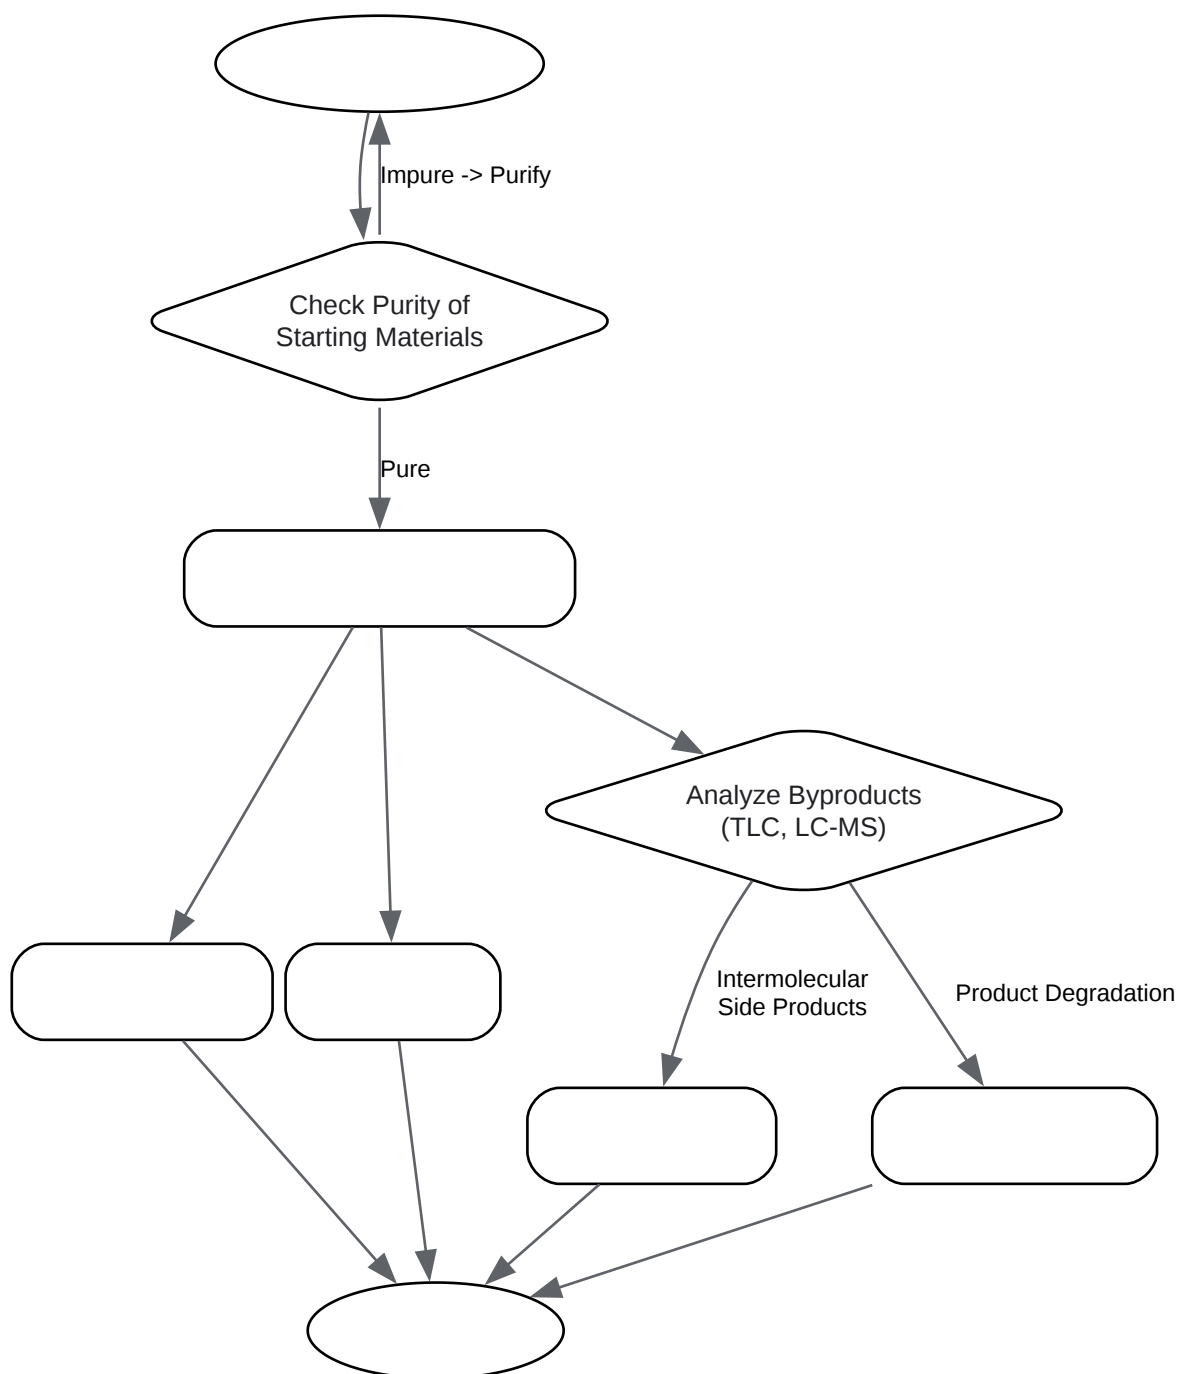 Impure -> Purify
Check Purity of
Starting Materials
Pure
Analyze Byproducts
(TLC, LC-MS)
Intermolecular
Side Products
Product Degradation